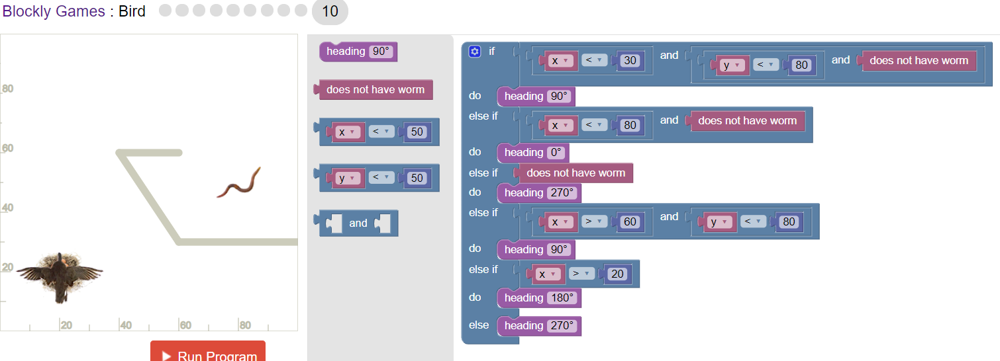 Blockly Games : Bird 10
80
60
40
20
20 40 60 80
Run Program
heading 90°
does not have worm
x < 50
y < 50
and
if x < 30 and y < 80 and does not have worm
do heading 90°
else if x < 80 and does not have worm
do heading 0°
else if does not have worm
do heading 270°
else if x > 60 and y < 80
do heading 90°
else if x > 20
do heading 180°
else heading 270°